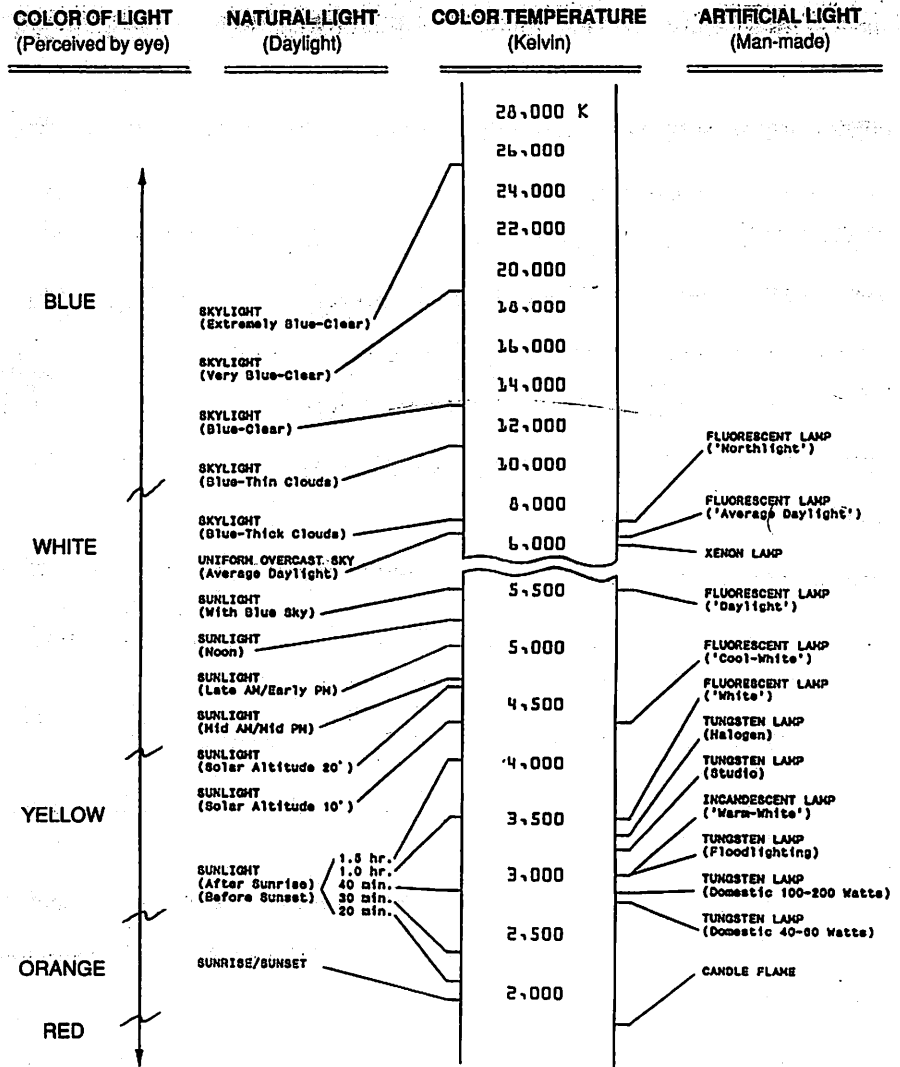 COLOR OF LIGHT
(Perceived by eye)
NATURAL LIGHT
(Daylight)
COLOR TEMPERATURE
(Kelvin)
ARTIFICIAL LIGHT
(Man-made)
BLUE
WHITE
YELLOW
ORANGE
RED
SKYLIGHT
(Extremely Blue-Clear)
SKYLIGHT
(Very Blue-Clear)
SKYLIGHT
(Blue-Clear)
SKYLIGHT
(Blue-Thin Clouds)
SKYLIGHT
(Blue-Thick Clouds)
UNIFORM OVERCAST SKY
(Average Daylight)
SUNLIGHT
(With Blue Sky)
SUNLIGHT
(Noon)
SUNLIGHT
(Late AM/Early PM)
SUNLIGHT
(Mid AM/Mid PM)
SUNLIGHT
(Solar Altitude 20°)
SUNLIGHT
(Solar Altitude 10°)
SUNLIGHT
(After Sunrise)
(Before Sunset)
1.5 hr.
1.0 hr.
40 min.
30 min.
20 min.
SUNRISE/SUNSET
28,000 K
26,000
24,000
22,000
20,000
18,000
16,000
14,000
12,000
10,000
8,000
6,000
5,500
5,000
4,500
4,000
3,500
3,000
2,500
2,000
FLUORESCENT LAMP
('Northlight')
FLUORESCENT LAMP
('Average Daylight')
XENON LAMP
FLUORESCENT LAMP
('Daylight')
FLUORESCENT LAMP
('Cool-White')
FLUORESCENT LAMP
('White')
TUNGSTEN LAMP
(Halogen)
TUNGSTEN LAMP
(Studio)
INCANDESCENT LAMP
('Warm-White')
TUNGSTEN LAMP
(Floodlighting)
TUNGSTEN LAMP
(Domestic 100-200 Watts)
TUNGSTEN LAMP
(Domestic 40-60 Watts)
CANDLE FLAME